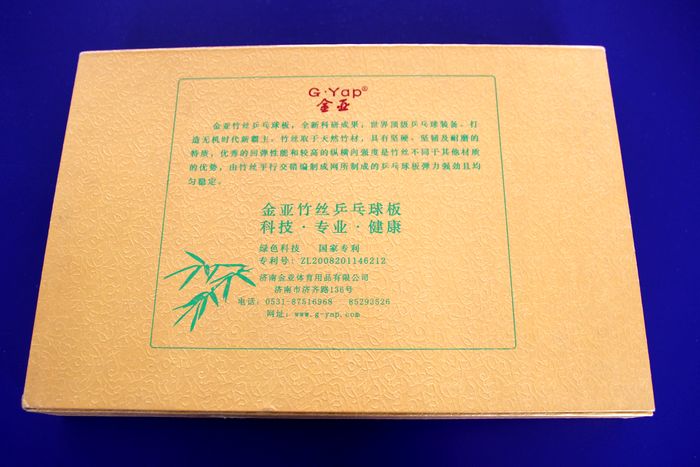 G·Yap®
金亚
金亚竹丝乒乓球板,全新科研成果,世界顶级乒乓球装备。打
造无机时代新霸主。竹丝取于天然竹材,具有坚硬、坚韧及耐磨的
特质,优秀的回弹性能和较高的纵横向强度是竹丝不同于其他材质
的优势,由竹丝平行交错编制成网所制成的乒乓球板弹力强劲且均
匀稳定。
金亚竹丝乒乓球板
科技·专业·健康
绿色科技 国家专利
专利号:ZL2008201146212
济南金亚体育用品有限公司
济南市济齐路136号
电话:0531-87516968 85293526
网址:www.g-yap.com